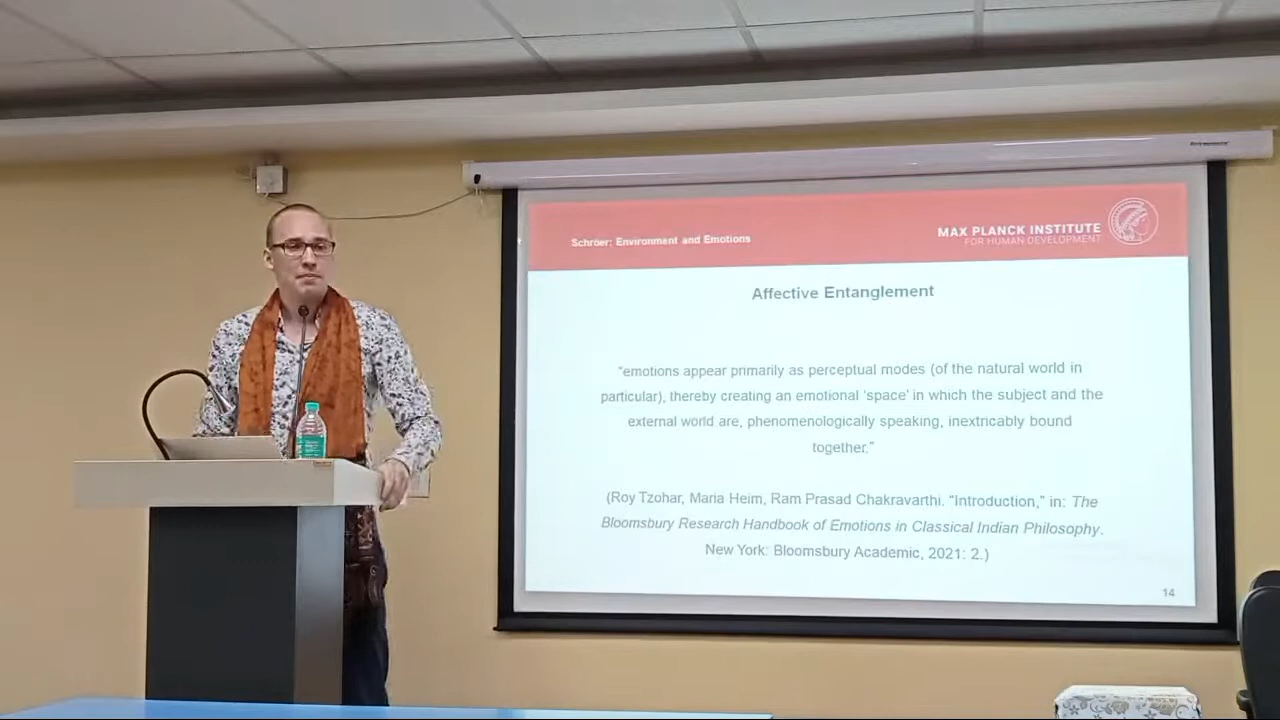 Schröer: Environment and Emotions
MAX PLANCK INSTITUTE
FOR HUMAN DEVELOPMENT
Affective Entanglement
“emotions appear primarily as perceptual modes (of the natural world in
particular), thereby creating an emotional ‘space’ in which the subject and the
external world are, phenomenologically speaking, inextricably bound
together.”
(Roy Tzohar, Maria Heim, Ram Prasad Chakravarthi. “Introduction,” in: The
Bloomsbury Research Handbook of Emotions in Classical Indian Philosophy.
New York: Bloomsbury Academic, 2021: 2.)
14